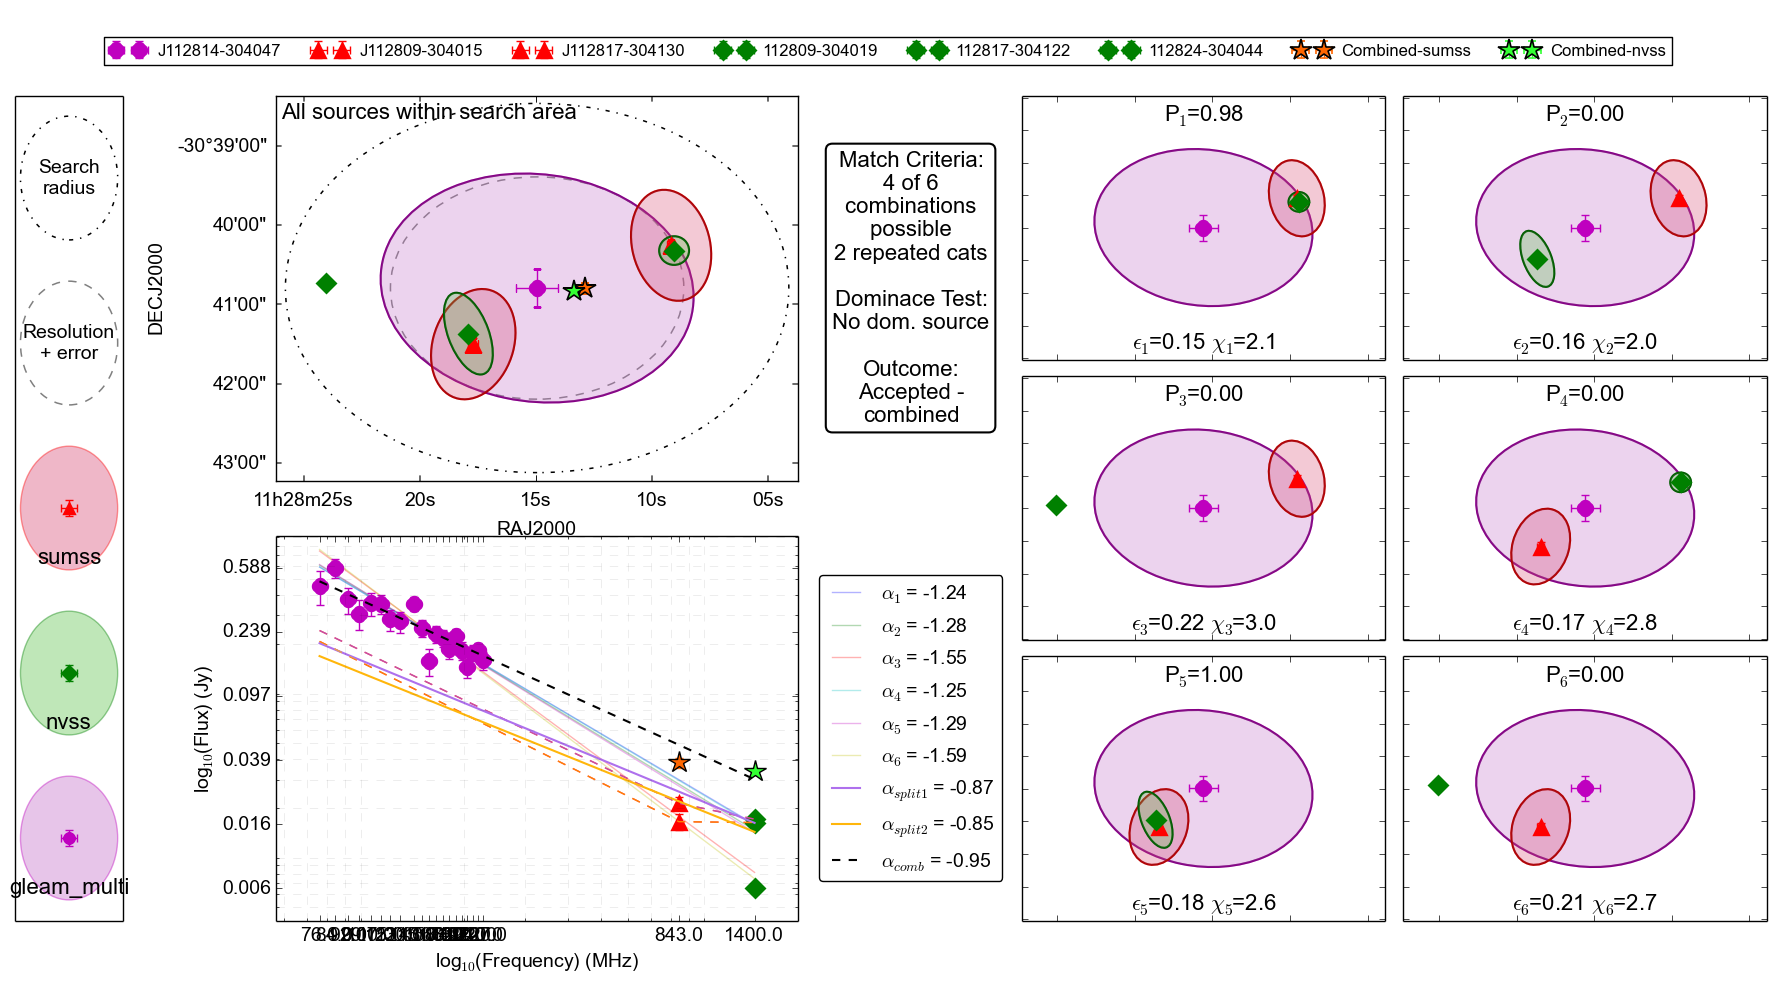 J112814-304047 J112809-304015 J112817-304130 112809-304019 112817-304122 112824-304044 Combined-sumss Combined-nvss
Search
radius
Resolution
+ error
sumss
nvss
gleam_multi
All sources within search area
DECJ2000
-30°39'00"
40'00"
41'00"
42'00"
43'00"
11h28m25s 20s 15s 10s 05s
RAJ2000
Match Criteria:
4 of 6
combinations
possible
2 repeated cats
Dominace Test:
No dom. source
Outcome:
Accepted -
combined
log10(Flux) (Jy)
0.588
0.239
0.097
0.039
0.016
0.006
843.0 1400.0
log10(Frequency) (MHz)
α1 = -1.24
α2 = -1.28
α3 = -1.55
α4 = -1.25
α5 = -1.29
α6 = -1.59
αsplit1 = -0.87
αsplit2 = -0.85
αcomb = -0.95
P1=0.98
ϵ1=0.15 χ1=2.1
P2=0.00
ϵ2=0.16 χ2=2.0
P3=0.00
ϵ3=0.22 χ3=3.0
P4=0.00
ϵ4=0.17 χ4=2.8
P5=1.00
ϵ5=0.18 χ5=2.6
P6=0.00
ϵ6=0.21 χ6=2.7